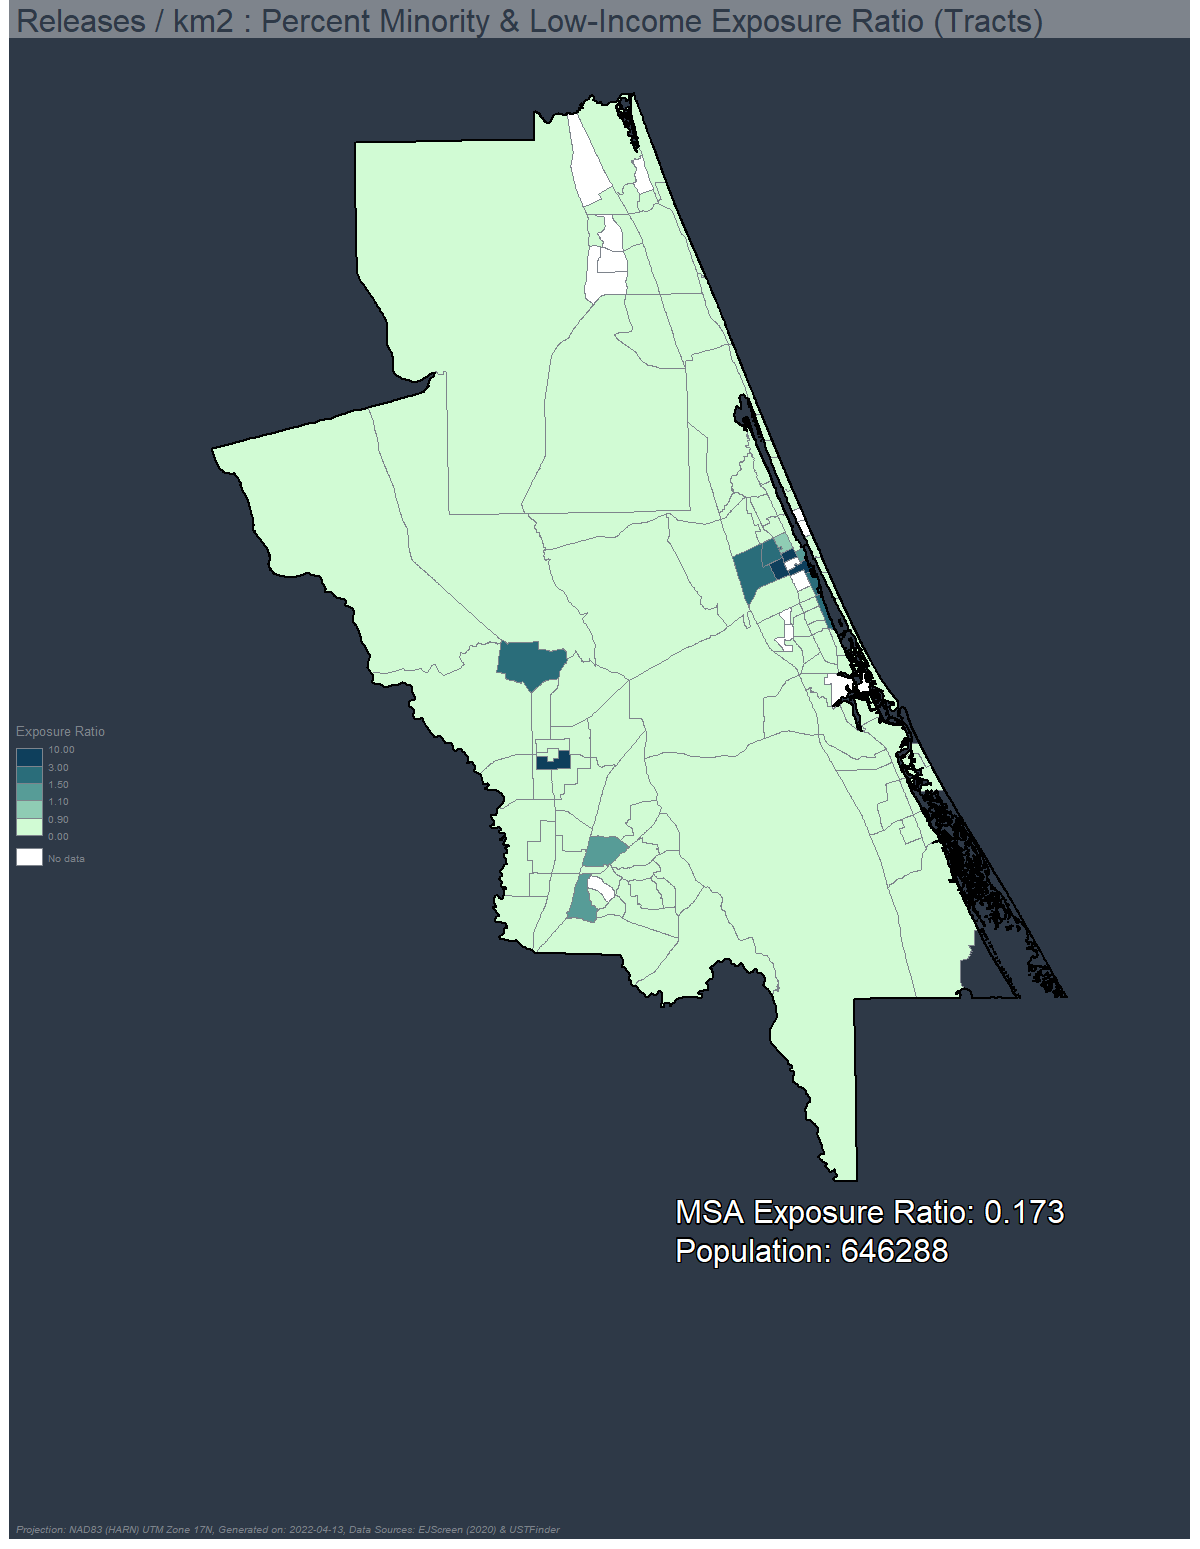 Releases / km2 : Percent Minority & Low-Income Exposure Ratio (Tracts)
Exposure Ratio
10.00
3.00
1.50
1.10
0.90
0.00
No data
MSA Exposure Ratio: 0.173
Population: 646288
Projection: NAD83 (HARN) UTM Zone 17N, Generated on: 2022-04-13, Data Sources: EJScreen (2020) & USTFinder